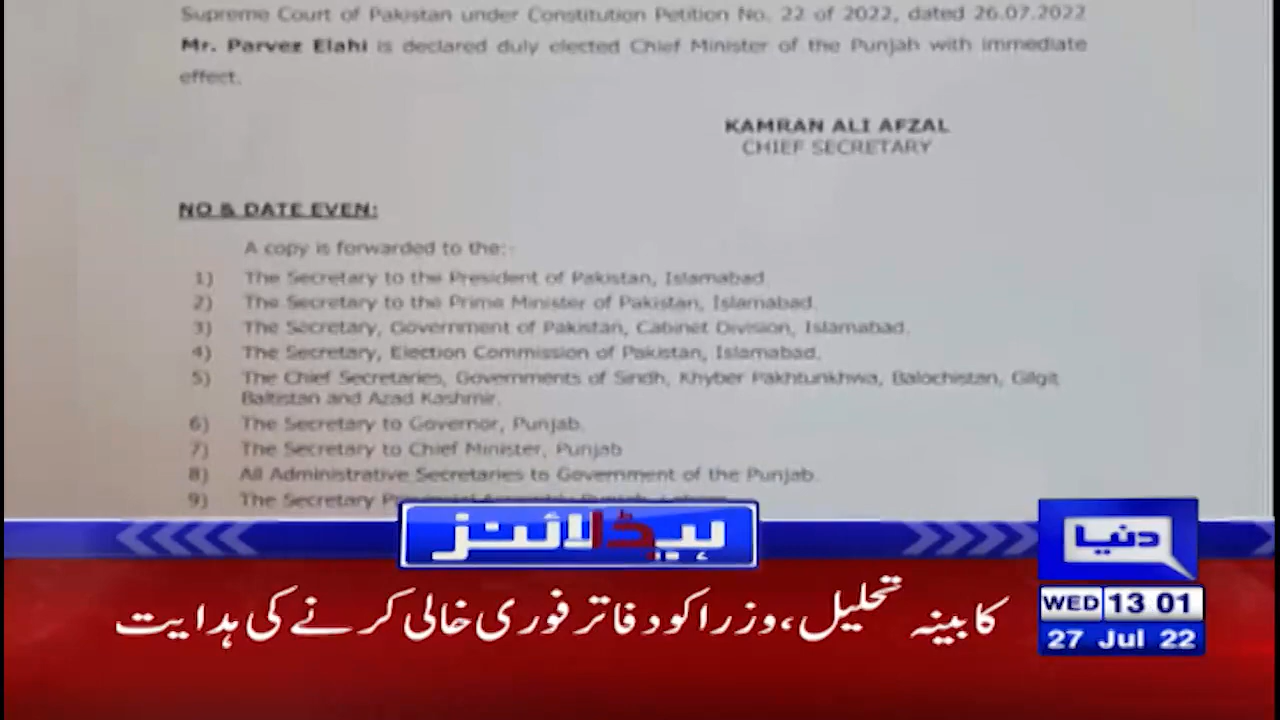 Supreme Court of Pakistan under Constitution Petition No. 22 of 2022, dated 26.07.2022
Mr. Parvez Elahi is declared duly elected Chief Minister of the Punjab with immediate
effect.
KAMRAN ALI AFZAL
CHIEF SECRETARY
NO & DATE EVEN:
A copy is forwarded to the:-
1) The Secretary to the President of Pakistan, Islamabad.
2) The Secretary to the Prime Minister of Pakistan, Islamabad.
3) The Secretary, Government of Pakistan, Cabinet Division, Islamabad.
4) The Secretary, Election Commission of Pakistan, Islamabad.
5) The Chief Secretaries, Governments of Sindh, Khyber Pakhtunkhwa, Balochistan, Gilgit
Baltistan and Azad Kashmir.
6) The Secretary to Governor, Punjab.
7) The Secretary to Chief Minister, Punjab
8) All Administrative Secretaries to Government of the Punjab.
9) The Secretary
ہیڈلائنز
دنیا
کابینہ تحلیل، وزرا کو دفاتر فوری خالی کرنے کی ہدایت
WED 13 01
27 Jul 22